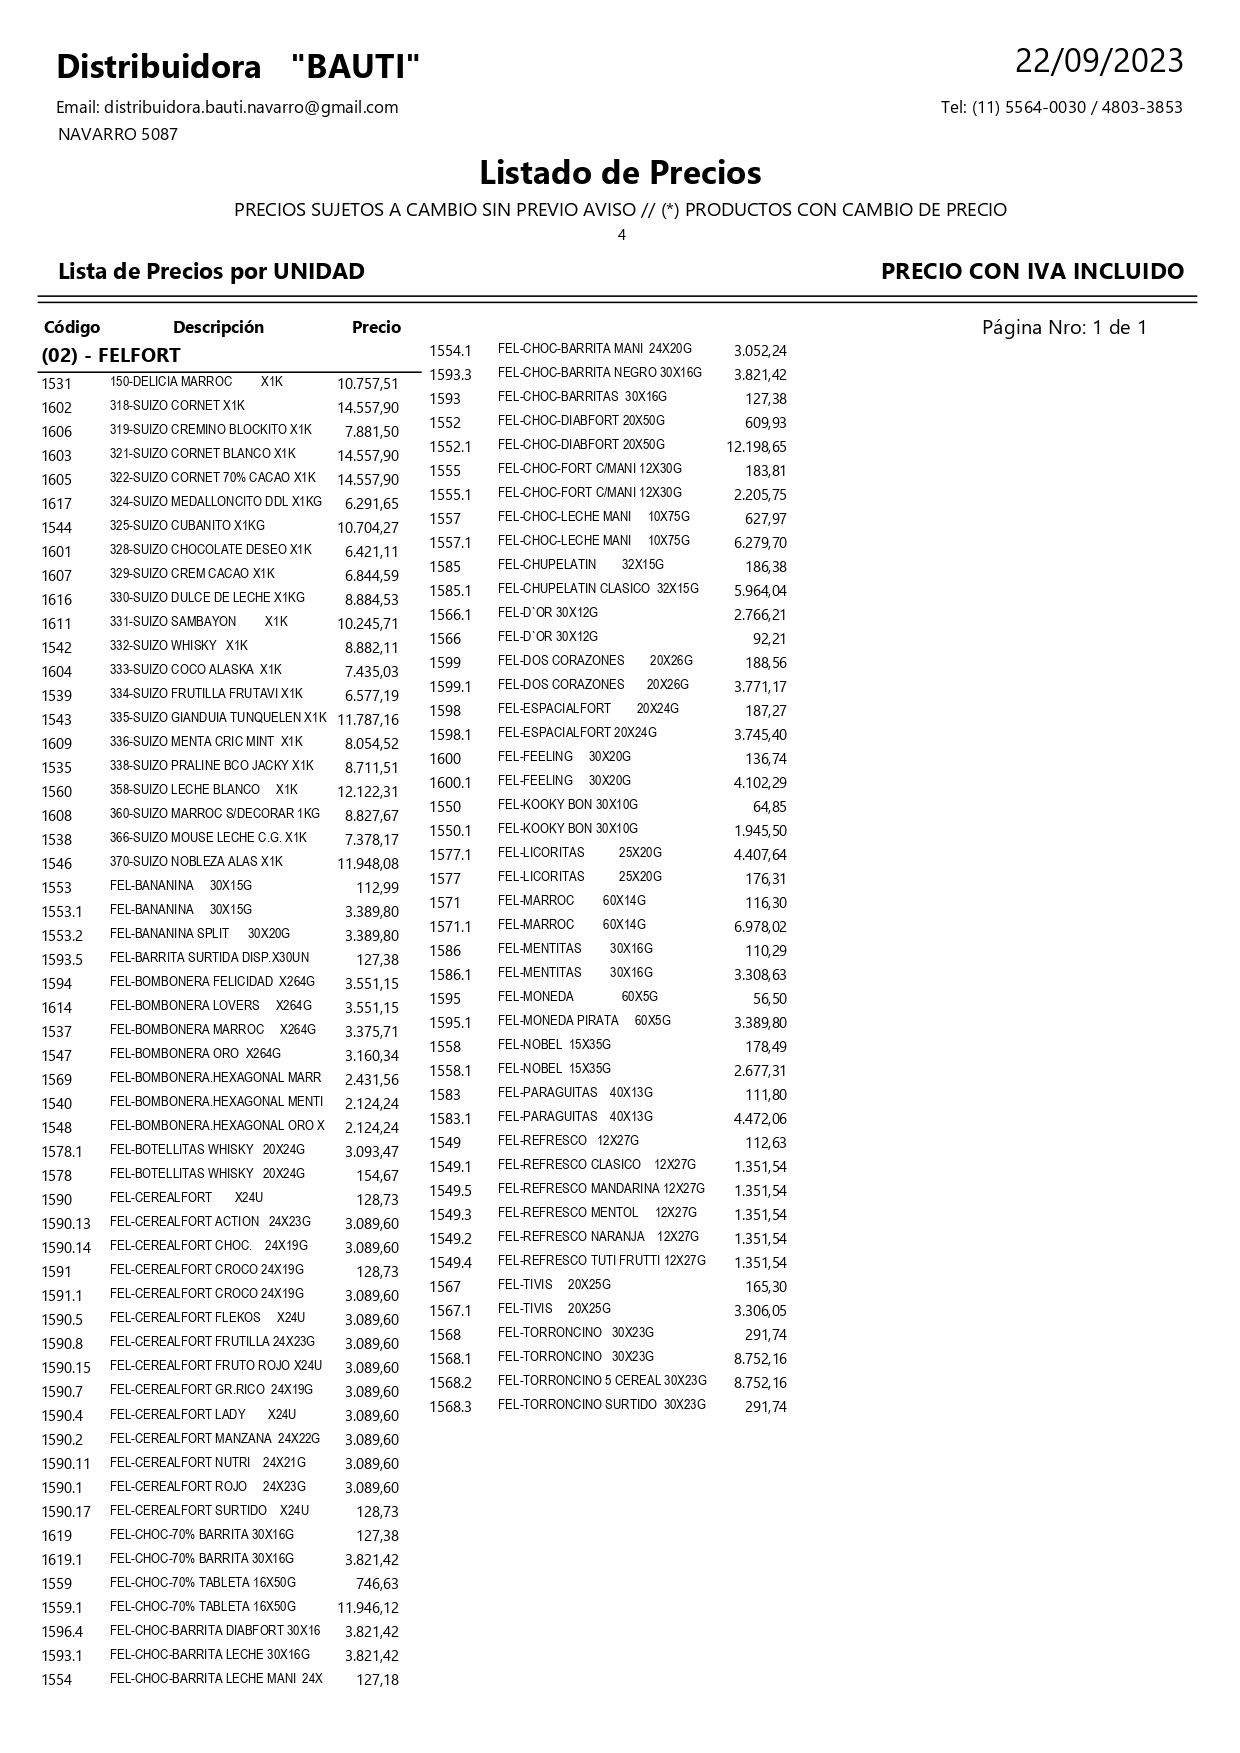 Distribuidora "BAUTI"
22/09/2023
Email: distribuidora.bauti.navarro@gmail.com
Tel: (11) 5564-0030 / 4803-3853
NAVARRO 5087
Listado de Precios
PRECIOS SUJETOS A CAMBIO SIN PREVIO AVISO // (*) PRODUCTOS CON CAMBIO DE PRECIO
4
Lista de Precios por UNIDAD
PRECIO CON IVA INCLUIDO
Código Descripción Precio
Página Nro: 1 de 1
(02) - FELFORT
1531 150-DELICIA MARROC X1K 10.757,51
1602 318-SUIZO CORNET X1K 14.557,90
1606 319-SUIZO CREMINO BLOCKITO X1K 7.881,50
1603 321-SUIZO CORNET BLANCO X1K 14.557,90
1605 322-SUIZO CORNET 70% CACAO X1K 14.557,90
1617 324-SUIZO MEDALLONCITO DDL X1KG 6.291,65
1544 325-SUIZO CUBANITO X1KG 10.704,27
1601 328-SUIZO CHOCOLATE DESEO X1K 6.421,11
1607 329-SUIZO CREM CACAO X1K 6.844,59
1616 330-SUIZO DULCE DE LECHE X1KG 8.884,53
1611 331-SUIZO SAMBAYON X1K 10.245,71
1542 332-SUIZO WHISKY X1K 8.882,11
1604 333-SUIZO COCO ALASKA X1K 7.435,03
1539 334-SUIZO FRUTILLA FRUTAVI X1K 6.577,19
1543 335-SUIZO GIANDUIA TUNQUELEN X1K 11.787,16
1609 336-SUIZO MENTA CRIC MINT X1K 8.054,52
1535 338-SUIZO PRALINE BCO JACKY X1K 8.711,51
1560 358-SUIZO LECHE BLANCO X1K 12.122,31
1608 360-SUIZO MARROC S/DECORAR 1KG 8.827,67
1538 366-SUIZO MOUSE LECHE C.G. X1K 7.378,17
1546 370-SUIZO NOBLEZA ALAS X1K 11.948,08
1553 FEL-BANANINA 30X15G 112,99
1553.1 FEL-BANANINA 30X15G 3.389,80
1553.2 FEL-BANANINA SPLIT 30X20G 3.389,80
1593.5 FEL-BARRITA SURTIDA DISP.X30UN 127,38
1594 FEL-BOMBONERA FELICIDAD X264G 3.551,15
1614 FEL-BOMBONERA LOVERS X264G 3.551,15
1537 FEL-BOMBONERA MARROC X264G 3.375,71
1547 FEL-BOMBONERA ORO X264G 3.160,34
1569 FEL-BOMBONERA.HEXAGONAL MARR 2.431,56
1540 FEL-BOMBONERA.HEXAGONAL MENTI 2.124,24
1548 FEL-BOMBONERA.HEXAGONAL ORO X 2.124,24
1578.1 FEL-BOTELLITAS WHISKY 20X24G 3.093,47
1578 FEL-BOTELLITAS WHISKY 20X24G 154,67
1590 FEL-CEREALFORT X24U 128,73
1590.13 FEL-CEREALFORT ACTION 24X23G 3.089,60
1590.14 FEL-CEREALFORT CHOC. 24X19G 3.089,60
1591 FEL-CEREALFORT CROCO 24X19G 128,73
1591.1 FEL-CEREALFORT CROCO 24X19G 3.089,60
1590.5 FEL-CEREALFORT FLEKOS X24U 3.089,60
1590.8 FEL-CEREALFORT FRUTILLA 24X23G 3.089,60
1590.15 FEL-CEREALFORT FRUTO ROJO X24U 3.089,60
1590.7 FEL-CEREALFORT GR.RICO 24X19G 3.089,60
1590.4 FEL-CEREALFORT LADY X24U 3.089,60
1590.2 FEL-CEREALFORT MANZANA 24X22G 3.089,60
1590.11 FEL-CEREALFORT NUTRI 24X21G 3.089,60
1590.1 FEL-CEREALFORT ROJO 24X23G 3.089,60
1590.17 FEL-CEREALFORT SURTIDO X24U 128,73
1619 FEL-CHOC-70% BARRITA 30X16G 127,38
1619.1 FEL-CHOC-70% BARRITA 30X16G 3.821,42
1559 FEL-CHOC-70% TABLETA 16X50G 746,63
1559.1 FEL-CHOC-70% TABLETA 16X50G 11.946,12
1596.4 FEL-CHOC-BARRITA DIABFORT 30X16 3.821,42
1593.1 FEL-CHOC-BARRITA LECHE 30X16G 3.821,42
1554 FEL-CHOC-BARRITA LECHE MANI 24X 127,18
1554.1 FEL-CHOC-BARRITA MANI 24X20G 3.052,24
1593.3 FEL-CHOC-BARRITA NEGRO 30X16G 3.821,42
1593 FEL-CHOC-BARRITAS 30X16G 127,38
1552 FEL-CHOC-DIABFORT 20X50G 609,93
1552.1 FEL-CHOC-DIABFORT 20X50G 12.198,65
1555 FEL-CHOC-FORT C/MANI 12X30G 183,81
1555.1 FEL-CHOC-FORT C/MANI 12X30G 2.205,75
1557 FEL-CHOC-LECHE MANI 10X75G 627,97
1557.1 FEL-CHOC-LECHE MANI 10X75G 6.279,70
1585 FEL-CHUPELATIN 32X15G 186,38
1585.1 FEL-CHUPELATIN CLASICO 32X15G 5.964,04
1566.1 FEL-D`OR 30X12G 2.766,21
1566 FEL-D`OR 30X12G 92,21
1599 FEL-DOS CORAZONES 20X26G 188,56
1599.1 FEL-DOS CORAZONES 20X26G 3.771,17
1598 FEL-ESPACIALFORT 20X24G 187,27
1598.1 FEL-ESPACIALFORT 20X24G 3.745,40
1600 FEL-FEELING 30X20G 136,74
1600.1 FEL-FEELING 30X20G 4.102,29
1550 FEL-KOOKY BON 30X10G 64,85
1550.1 FEL-KOOKY BON 30X10G 1.945,50
1577.1 FEL-LICORITAS 25X20G 4.407,64
1577 FEL-LICORITAS 25X20G 176,31
1571 FEL-MARROC 60X14G 116,30
1571.1 FEL-MARROC 60X14G 6.978,02
1586 FEL-MENTITAS 30X16G 110,29
1586.1 FEL-MENTITAS 30X16G 3.308,63
1595 FEL-MONEDA 60X5G 56,50
1595.1 FEL-MONEDA PIRATA 60X5G 3.389,80
1558 FEL-NOBEL 15X35G 178,49
1558.1 FEL-NOBEL 15X35G 2.677,31
1583 FEL-PARAGUITAS 40X13G 111,80
1583.1 FEL-PARAGUITAS 40X13G 4.472,06
1549 FEL-REFRESCO 12X27G 112,63
1549.1 FEL-REFRESCO CLASICO 12X27G 1.351,54
1549.5 FEL-REFRESCO MANDARINA 12X27G 1.351,54
1549.3 FEL-REFRESCO MENTOL 12X27G 1.351,54
1549.2 FEL-REFRESCO NARANJA 12X27G 1.351,54
1549.4 FEL-REFRESCO TUTI FRUTTI 12X27G 1.351,54
1567 FEL-TIVIS 20X25G 165,30
1567.1 FEL-TIVIS 20X25G 3.306,05
1568 FEL-TORRONCINO 30X23G 291,74
1568.1 FEL-TORRONCINO 30X23G 8.752,16
1568.2 FEL-TORRONCINO 5 CEREAL 30X23G 8.752,16
1568.3 FEL-TORRONCINO SURTIDO 30X23G 291,74